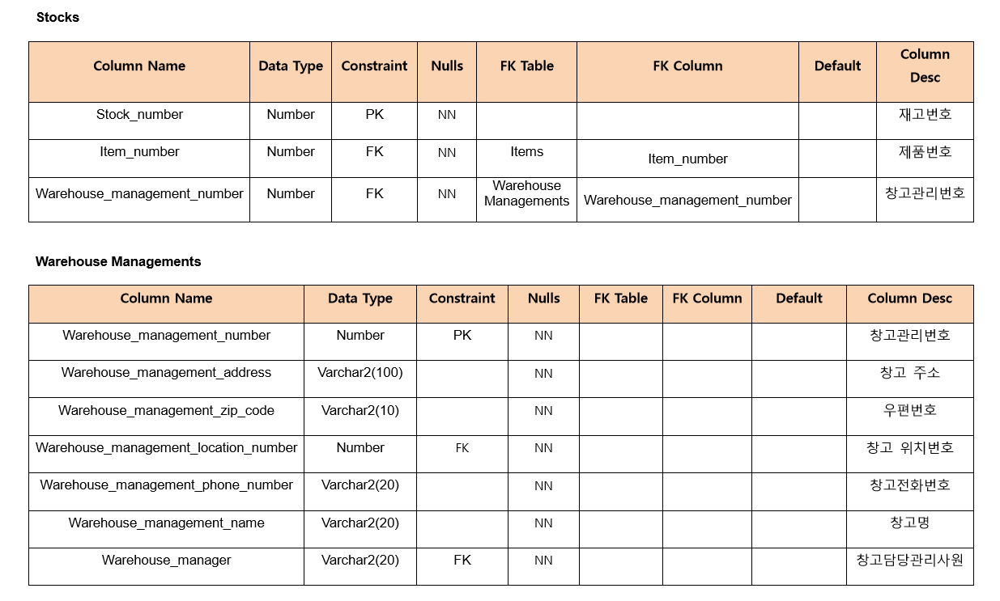 Stocks
Column Name Data Type Constraint Nulls FK Table FK Column Default Column Desc
Stock_number Number PK NN 재고번호
Item_number Number FK NN Items Item_number 제품번호
Warehouse_management_number Number FK NN Warehouse Managements Warehouse_management_number 창고관리번호
Warehouse Managements
Column Name Data Type Constraint Nulls FK Table FK Column Default Column Desc
Warehouse_management_number Number PK NN 창고관리번호
Warehouse_management_address Varchar2(100) NN 창고 주소
Warehouse_management_zip_code Varchar2(10) NN 우편번호
Warehouse_management_location_number Number FK NN 창고 위치번호
Warehouse_management_phone_number Varchar2(20) NN 창고전화번호
Warehouse_management_name Varchar2(20) NN 창고명
Warehouse_manager Varchar2(20) FK NN 창고담당관리사원